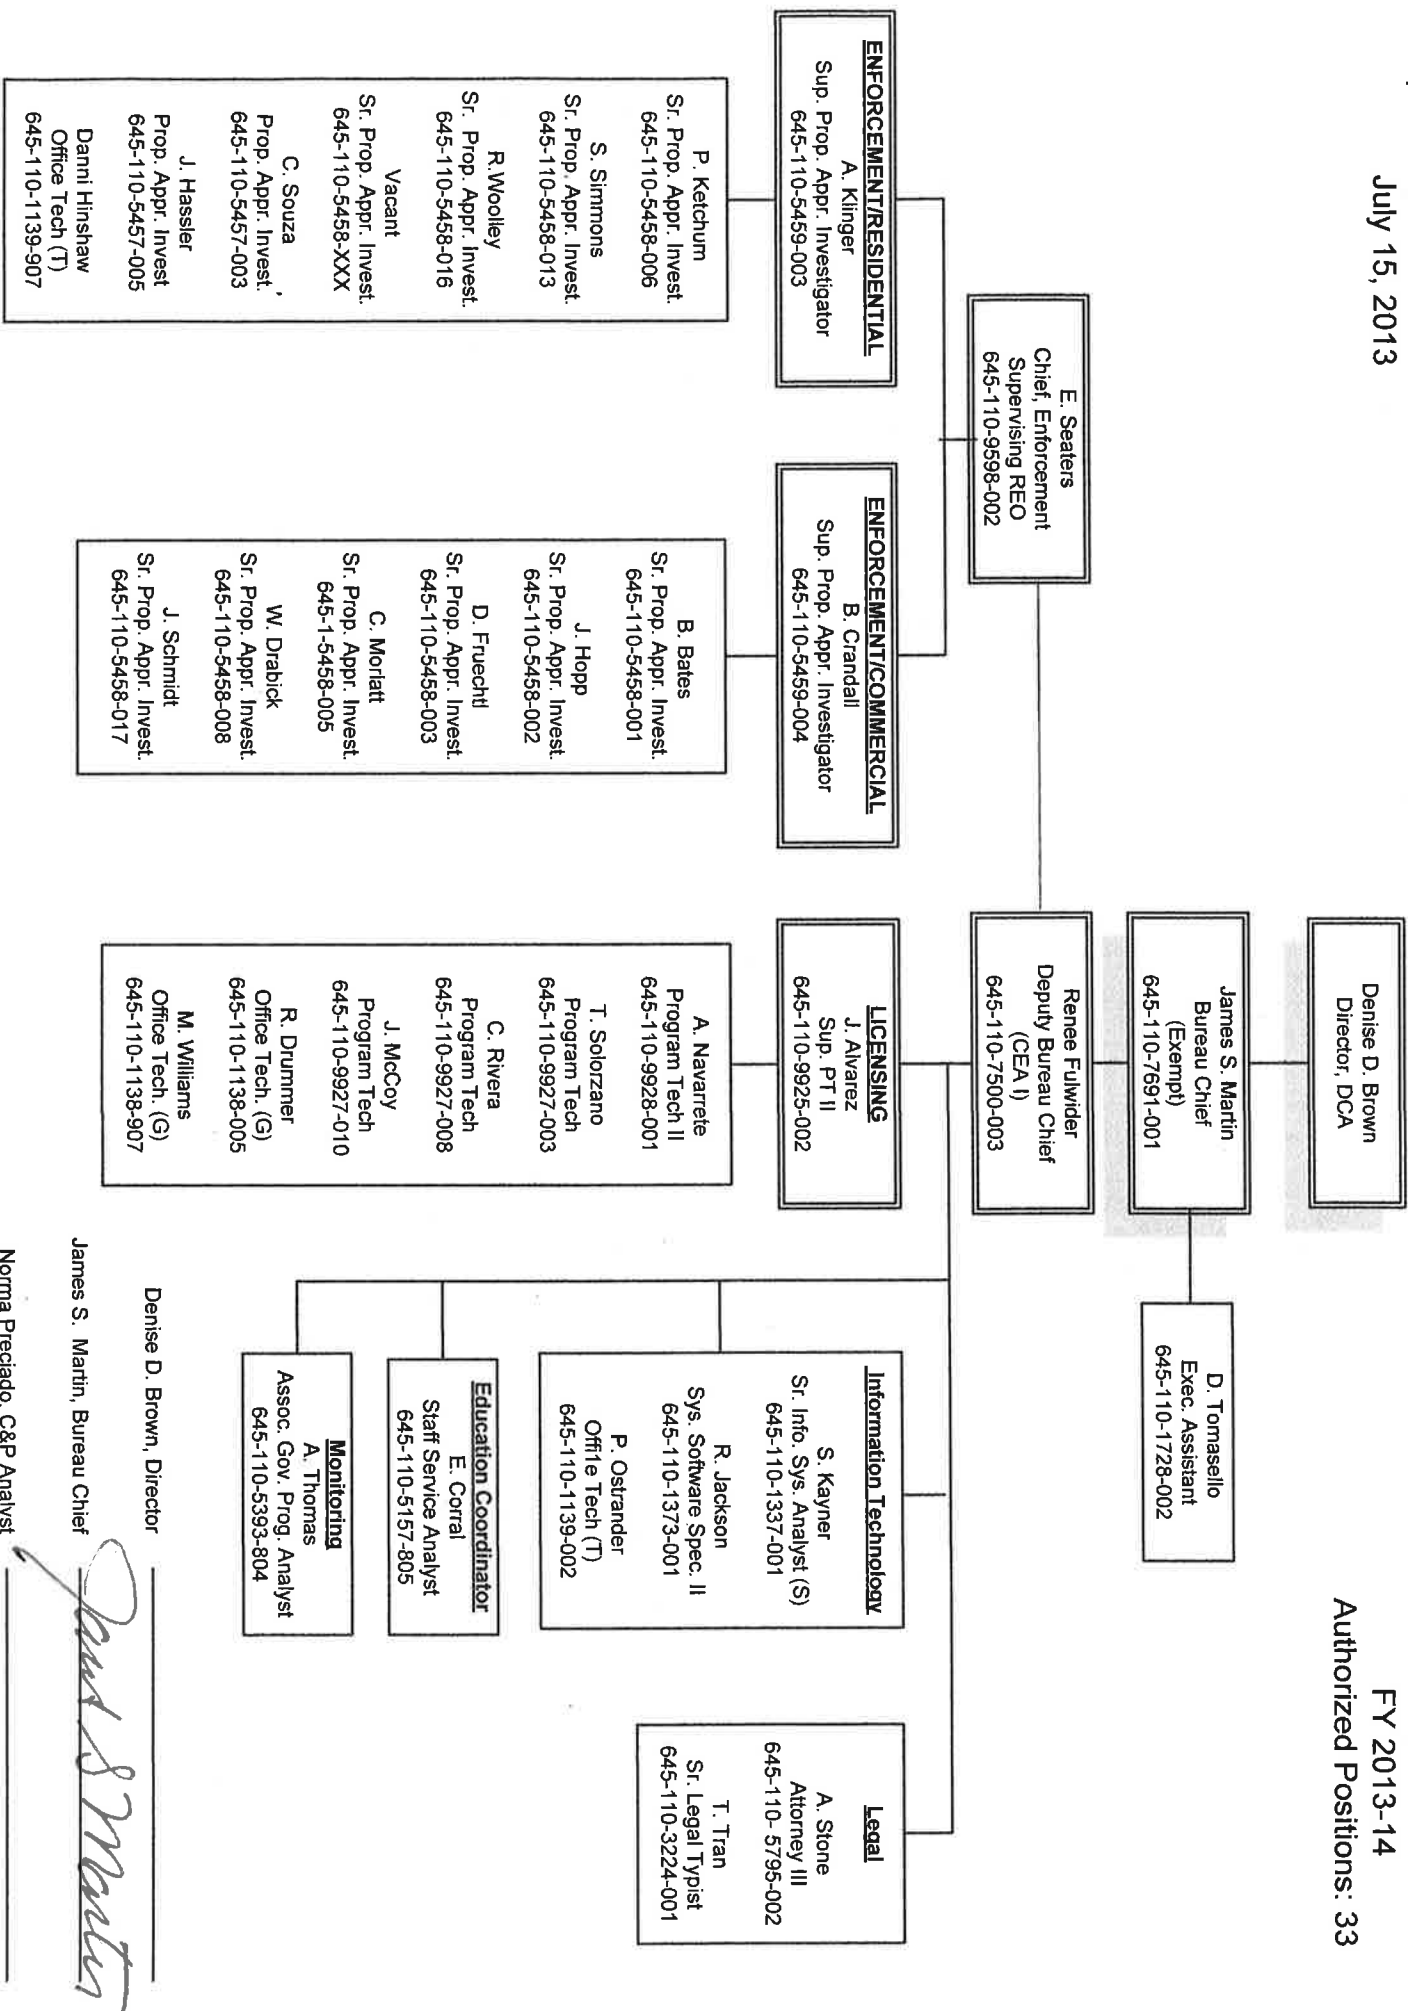 July 15, 2013
FY 2013-14
Authorized Positions: 33
Denise D. Brown
Director, DCA
James S. Martin
Bureau Chief
(Exempt)
645-110-7691-001
D. Tomasello
Exec. Assistant
645-110-1728-002
Renee Fulwider
Deputy Bureau Chief
(CEA I)
645-110-7500-003
E. Seaters
Chief, Enforcement
Supervising REO
645-110-9598-002
ENFORCEMENT/RESIDENTIAL
A. Klinger
Sup. Prop. Appr. Investigator
645-110-5459-003
P. Ketchum
Sr. Prop. Appr. Invest.
645-110-5458-006
S. Simmons
Sr. Prop. Appr. Invest.
645-110-5458-013
R.Woolley
Sr. Prop. Appr. Invest.
645-110-5458-016
Vacant
Sr. Prop. Appr. Invest.
645-110-5458-XXX
C. Souza
Prop. Appr. Invest.
645-110-5457-003
J. Hassler
Prop. Appr. Invest
645-110-5457-005
Danni Hinshaw
Office Tech (T)
645-110-1139-907
ENFORCEMENT/COMMERCIAL
B. Crandall
Sup. Prop. Appr. Investigator
645-110-5459-004
B. Bates
Sr. Prop. Appr. Invest.
645-110-5458-001
J. Hopp
Sr. Prop. Appr. Invest.
645-110-5458-002
D. Fruechtl
Sr. Prop. Appr. Invest.
645-110-5458-003
C. Morlatt
Sr. Prop. Appr. Invest.
645-1-5458-005
W. Drabick
Sr. Prop. Appr. Invest.
645-110-5458-008
J. Schmidt
Sr. Prop. Appr. Invest.
645-110-5458-017
LICENSING
J. Alvarez
Sup. PT II
645-110-9925-002
A. Navarrete
Program Tech II
645-110-9928-001
T. Solorzano
Program Tech
645-110-9927-003
C. Rivera
Program Tech
645-110-9927-008
J. McCoy
Program Tech
645-110-9927-010
R. Drummer
Office Tech. (G)
645-110-1138-005
M. Williams
Office Tech. (G)
645-110-1138-907
Information Technology
S. Kayner
Sr. Info. Sys. Analyst (S)
645-110-1337-001
R. Jackson
Sys. Software Spec. II
645-110-1373-001
P. Ostrander
Offi1e Tech (T)
645-110-1139-002
Education Coordinator
E. Corral
Staff Service Analyst
645-110-5157-805
Monitoring
A. Thomas
Assoc. Gov. Prog. Analyst
645-110-5393-804
Legal
A. Stone
Attorney III
645-110- 5795-002
T. Tran
Sr. Legal Typist
645-110-3224-001
Denise D. Brown, Director
James S. Martin, Bureau Chief James S Martin
Norma Preciado, C&P Analyst